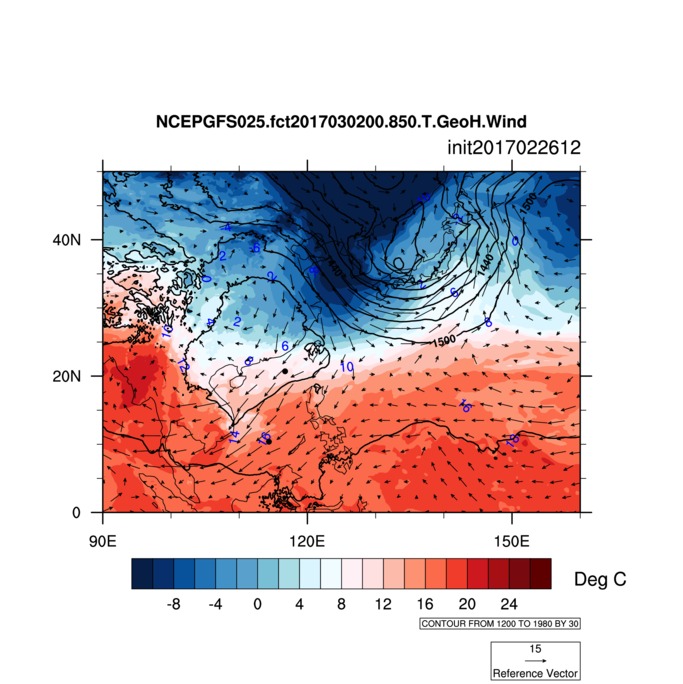 NCEPGFS025.fct2017030200.850.T.GeoH.Wind
init2017022612
1500
40N
1440
1500
20N
0
90E 120E 150E
-8 -4 0 4 8 12 16 20 24 Deg C
CONTOUR FROM 1200 TO 1980 BY 30
15
Reference Vector